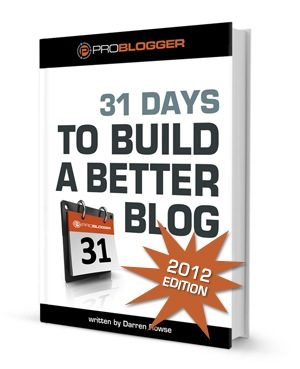 PROBLOGGER
31 DAYS
TO BUILD
A BETTER
BLOG
PROBLOGGER
31
2012
EDITION
written by Darren Rowse